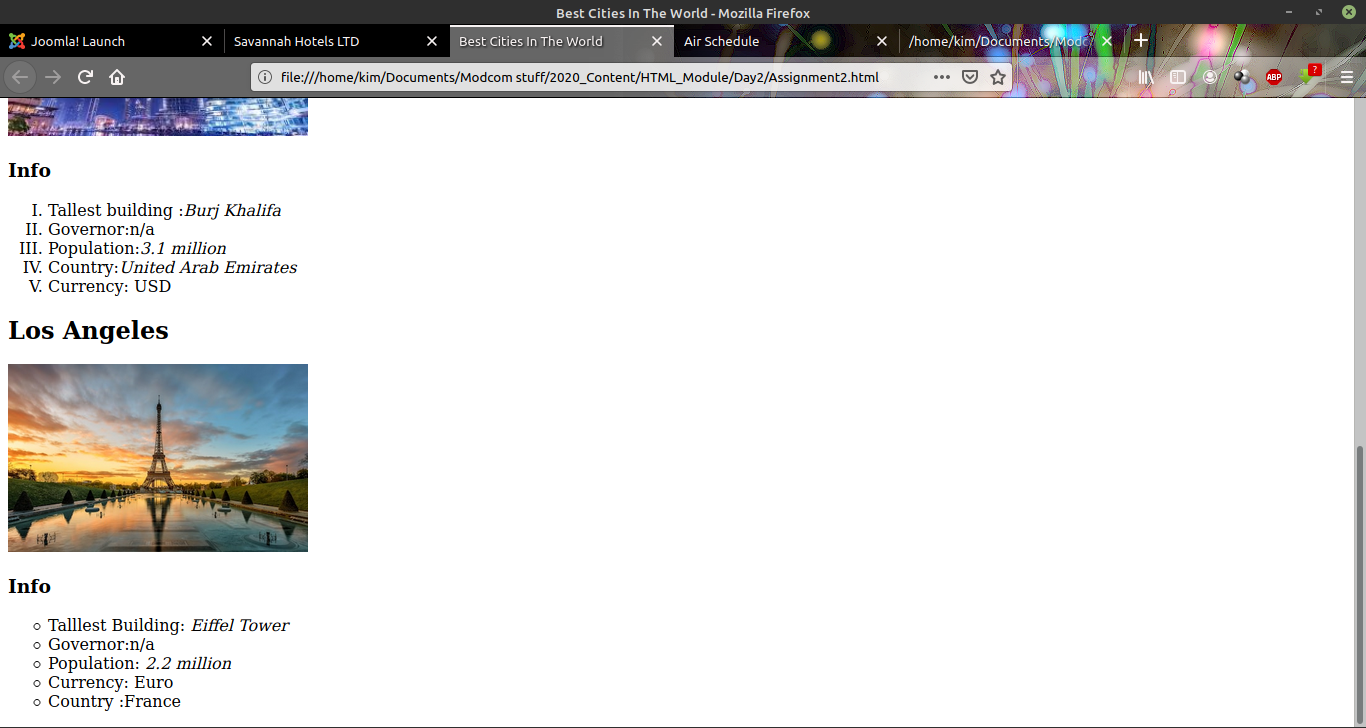 Best Cities In The World - Mozilla Firefox
Joomla! Launch
Savannah Hotels LTD
Best Cities In The World
Air Schedule
/home/kim/Documents/Modc
file:///home/kim/Documents/Modcom stuff/2020_Content/HTML_Module/Day2/Assignment2.html
ABP
?
Info
I. Tallest building :Burj Khalifa
II. Governor:n/a
III. Population:3.1 million
IV. Country:United Arab Emirates
V. Currency: USD
Los Angeles
Info
Talllest Building: Eiffel Tower
Governor:n/a
Population: 2.2 million
Currency: Euro
Country :France